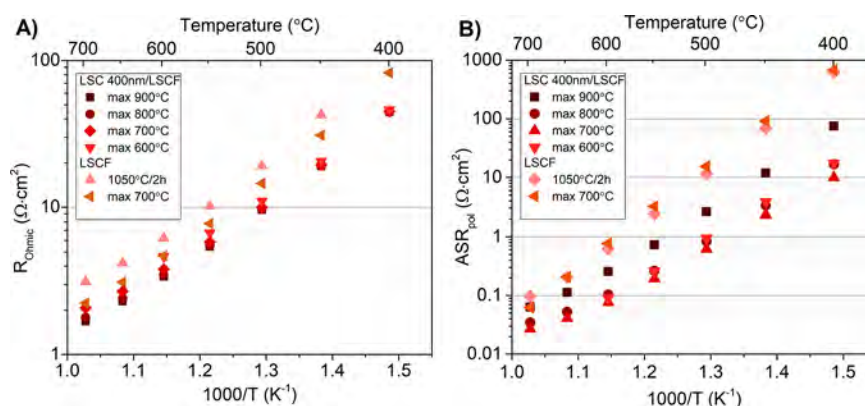 A)
Temperature (°C)
700 600 500 400
LSC 400nm/LSCF
max 900°C
max 800°C
max 700°C
max 600°C
LSCF
1050°C/2h
max 700°C
R_Ohmic (Ω·cm²)
100
10
1
1.0 1.1 1.2 1.3 1.4 1.5
1000/T (K⁻¹)
B)
Temperature (°C)
700 600 500 400
LSC 400nm/LSCF
max 900°C
max 800°C
max 700°C
max 600°C
LSCF
1050°C/2h
max 700°C
ASR_pol (Ω·cm²)
1000
100
10
1
0.1
0.01
1.0 1.1 1.2 1.3 1.4 1.5
1000/T (K⁻¹)